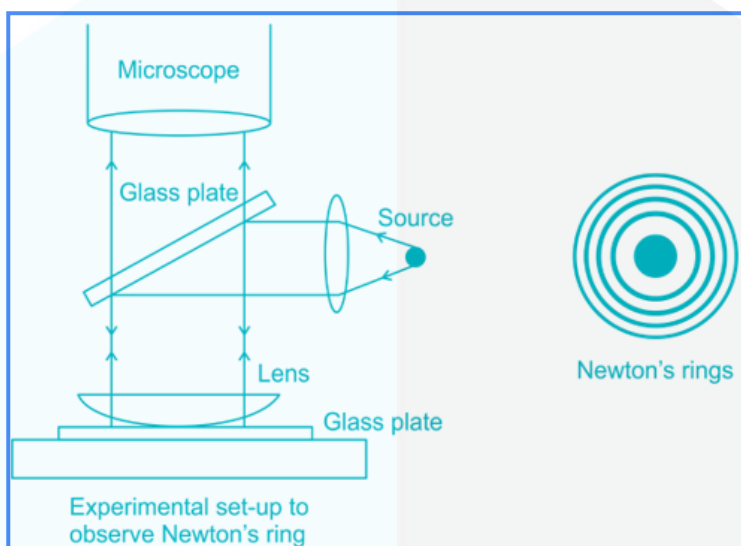 Microscope
Glass plate
Source
Lens
Glass plate
Newton's rings
Experimental set-up to
observe Newton's ring